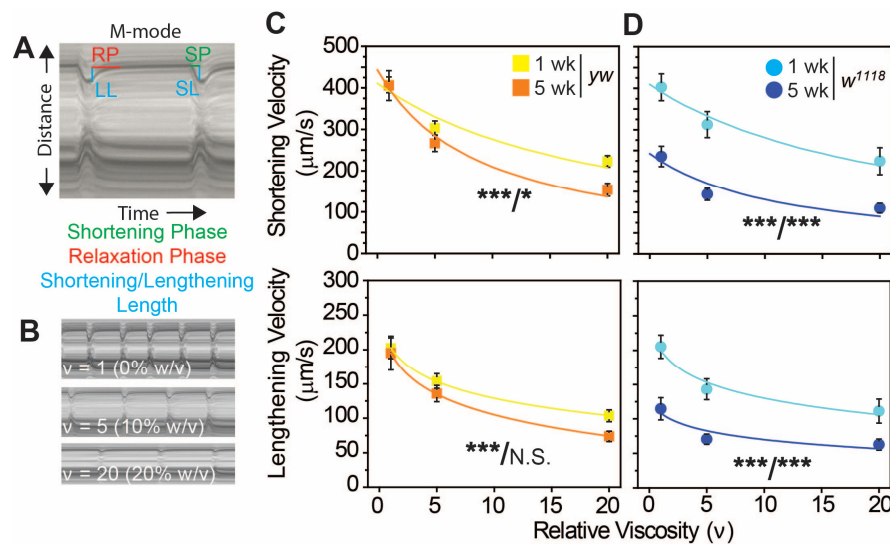 A
M-mode
RP
SP
LL
SL
Distance
Time
Shortening Phase
Relaxation Phase
Shortening/Lengthening
Length
B
ν = 1 (0% w/v)
ν = 5 (10% w/v)
ν = 20 (20% w/v)
C
Shortening Velocity
(μm/s)
500
400
300
200
100
0
1 wk
5 wk
yw
***/*
D
1 wk
5 wk
w¹¹¹⁸
***/***
Lengthening Velocity
(μm/s)
300
250
200
150
100
50
0
***/N.S.
0 5 10 15 20
***/***
0 5 10 15 20
Relative Viscosity (ν)